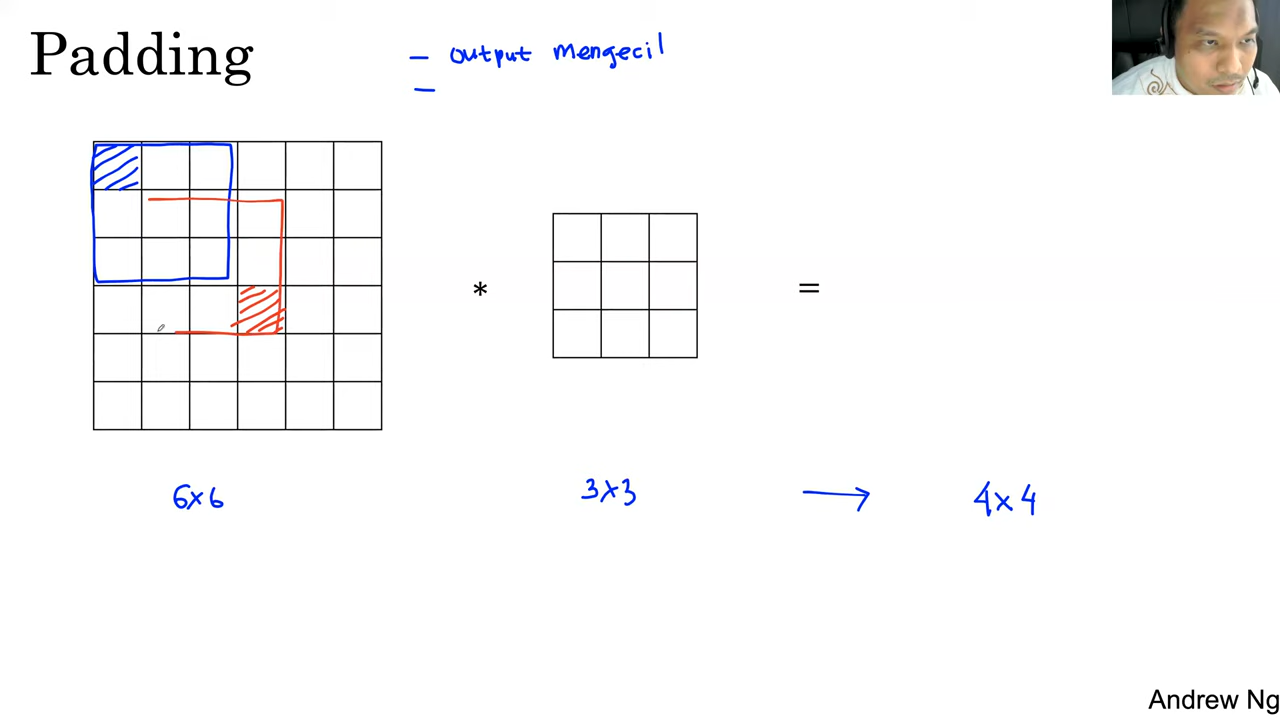 Padding
- output mengecil
-
* =
6x6 3x3 → 4x4
Andrew Ng